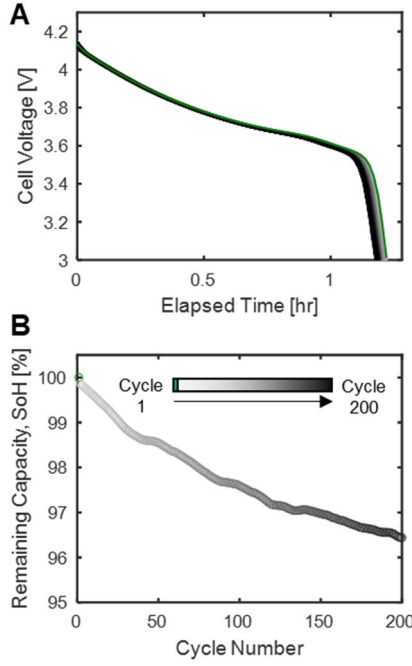 A
4.2
4
3.8
3.6
3.4
3.2
3
Cell Voltage [V]
0
0.5
1
Elapsed Time [hr]
B
100
99
98
97
96
95
Remaining Capacity, SoH [%]
Cycle
1
Cycle
200
0
50
100
150
200
Cycle Number